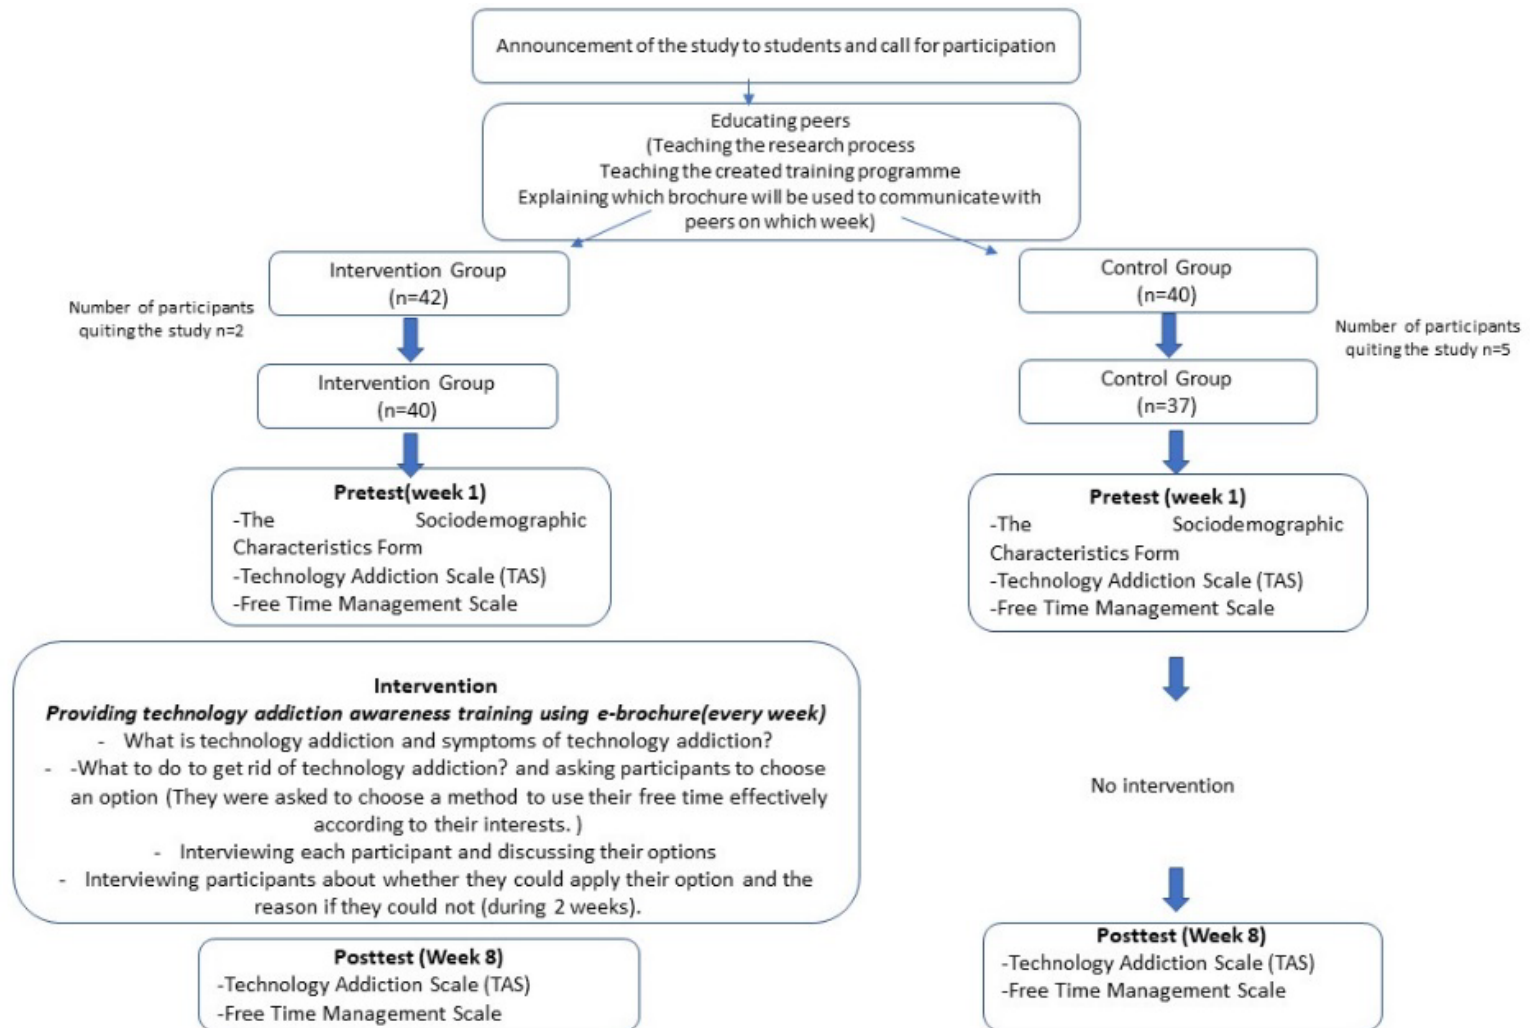 Announcement of the study to students and call for participation
Educating peers
(Teaching the research process
Teaching the created training programme
Explaining which brochure will be used to communicate with
peers on which week)
Intervention Group
(n=42)
Control Group
(n=40)
Number of participants
quiting the study n=2
Number of participants
quiting the study n=5
Intervention Group
(n=40)
Control Group
(n=37)
Pretest(week 1)
-The Sociodemographic
Characteristics Form
-Technology Addiction Scale (TAS)
-Free Time Management Scale
Pretest (week 1)
-The Sociodemographic
Characteristics Form
-Technology Addiction Scale (TAS)
-Free Time Management Scale
Intervention
Providing technology addiction awareness training using e-brochure(every week)
- What is technology addiction and symptoms of technology addiction?
- -What to do to get rid of technology addiction? and asking participants to choose
an option (They were asked to choose a method to use their free time effectively
according to their interests. )
- Interviewing each participant and discussing their options
- Interviewing participants about whether they could apply their option and the
reason if they could not (during 2 weeks).
No intervention
Posttest (Week 8)
-Technology Addiction Scale (TAS)
-Free Time Management Scale
Posttest (Week 8)
-Technology Addiction Scale (TAS)
-Free Time Management Scale